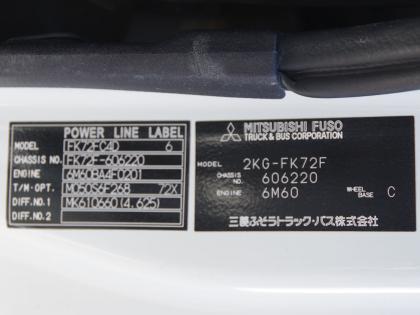 POWER LINE LABEL
MODEL FK72FC4D 6
CHASSIS NO. FK72F-606220
ENGINE 6M60BA4F0201
T/M-OPT. M050S6F268 72X
DIFF.NO.1 MK610660(4.625)
DIFF.NO.2
MITSUBISHI FUSO
TRUCK & BUS CORPORATION
MODEL 2KG-FK72F
CHASSIS NO. 606220
ENGINE 6M60 WHEEL BASE C
三菱ふそうトラック・バス株式会社